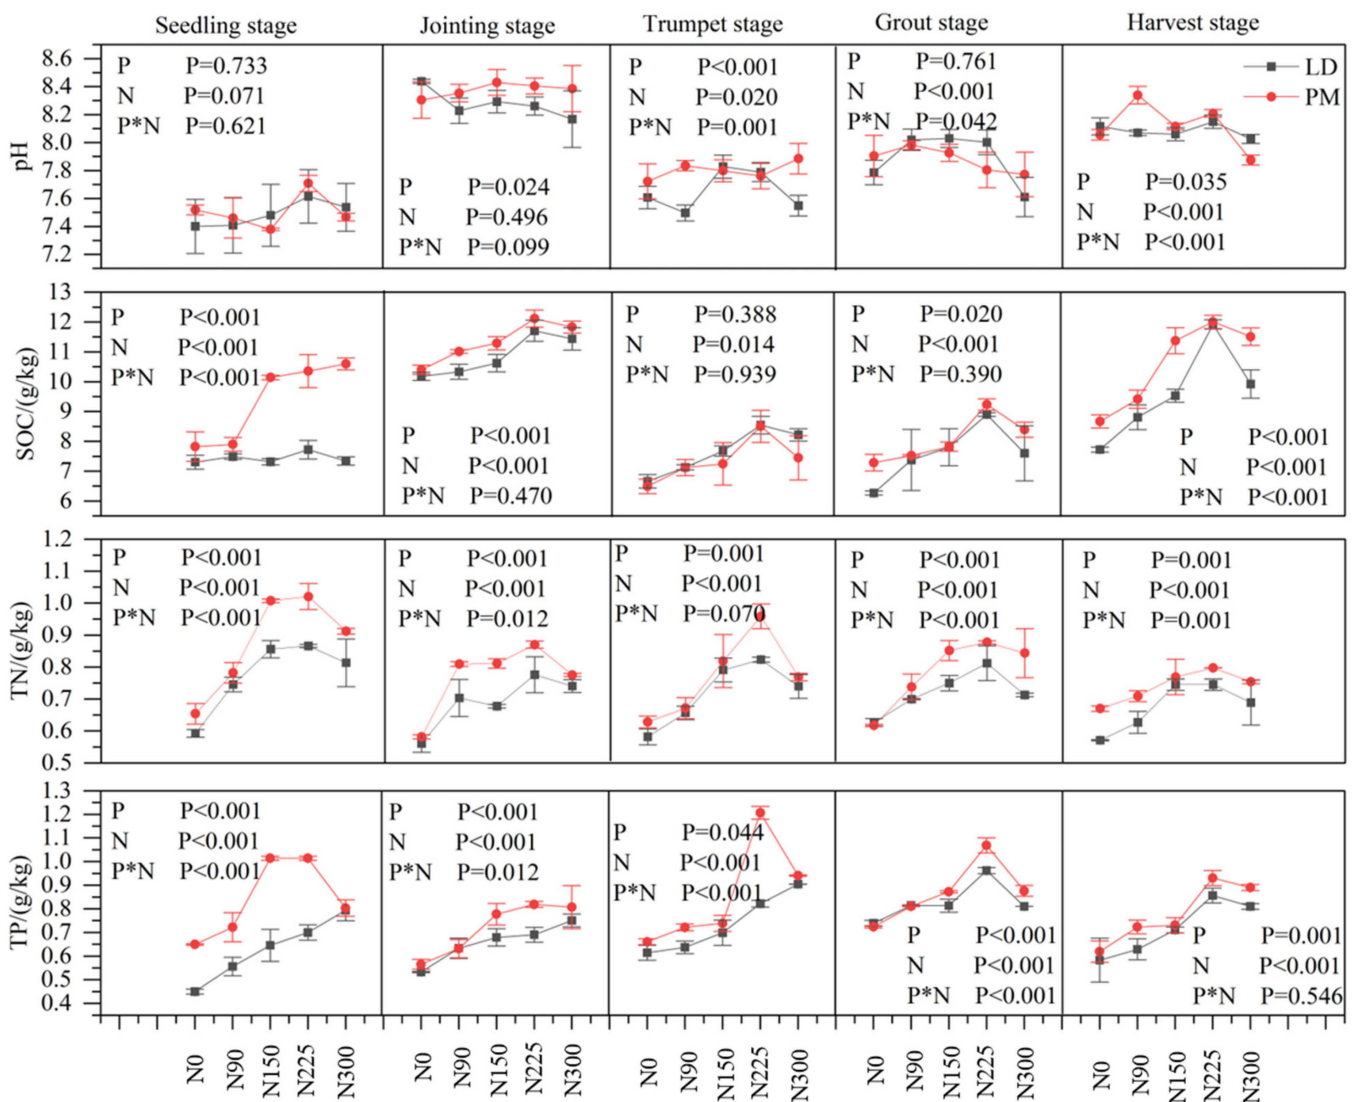 Seedling stage Jointing stage Trumpet stage Grout stage Harvest stage
pH
8.6
8.4
8.2
8.0
7.8
7.6
7.4
7.2
P P=0.733
N P=0.071
P*N P=0.621
P P=0.024
N P=0.496
P*N P=0.099
P P<0.001
N P=0.020
P*N P=0.001
P P=0.761
N P<0.001
P*N P=0.042
LD
PM
P P=0.035
N P<0.001
P*N P<0.001
SOC/(g/kg)
13
12
11
10
9
8
7
6
P P<0.001
N P<0.001
P*N P<0.001
P P<0.001
N P<0.001
P*N P=0.470
P P=0.388
N P=0.014
P*N P=0.939
P P=0.020
N P<0.001
P*N P=0.390
P P<0.001
N P<0.001
P*N P<0.001
TN/(g/kg)
1.2
1.1
1.0
0.9
0.8
0.7
0.6
0.5
P P<0.001
N P<0.001
P*N P<0.001
P P<0.001
N P<0.001
P*N P=0.012
P P=0.001
N P<0.001
P*N P=0.070
P P<0.001
N P<0.001
P*N P<0.001
P P=0.001
N P<0.001
P*N P=0.001
TP/(g/kg)
1.3
1.2
1.1
1.0
0.9
0.8
0.7
0.6
0.5
0.4
P P<0.001
N P<0.001
P*N P<0.001
P P<0.001
N P<0.001
P*N P=0.012
P P=0.044
N P<0.001
P*N P<0.001
P P<0.001
N P<0.001
P*N P<0.001
P P=0.001
N P<0.001
P*N P=0.546
N0 N90 N150 N225 N300 N0 N90 N150 N225 N300 N0 N90 N150 N225 N300 N0 N90 N150 N225 N300 N0 N90 N150 N225 N300